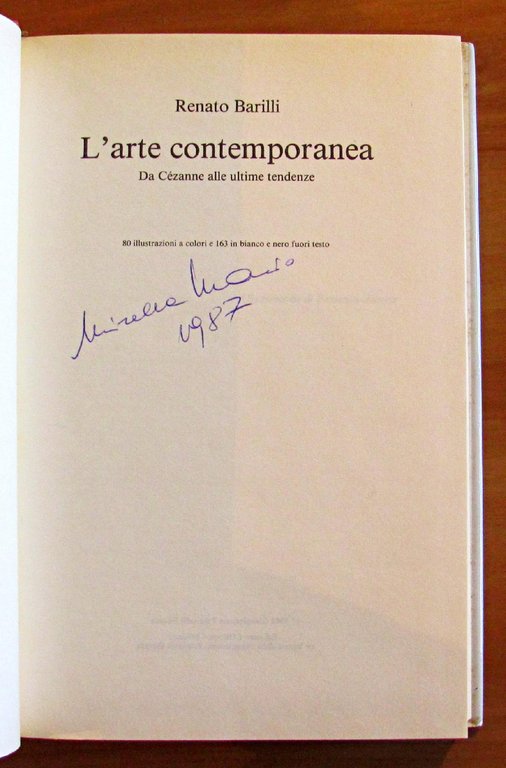 Renato Barilli
L'arte contemporanea
Da Cézanne alle ultime tendenze
80 illustrazioni a colori e 163 in bianco e nero fuori testo
Mirella
1987